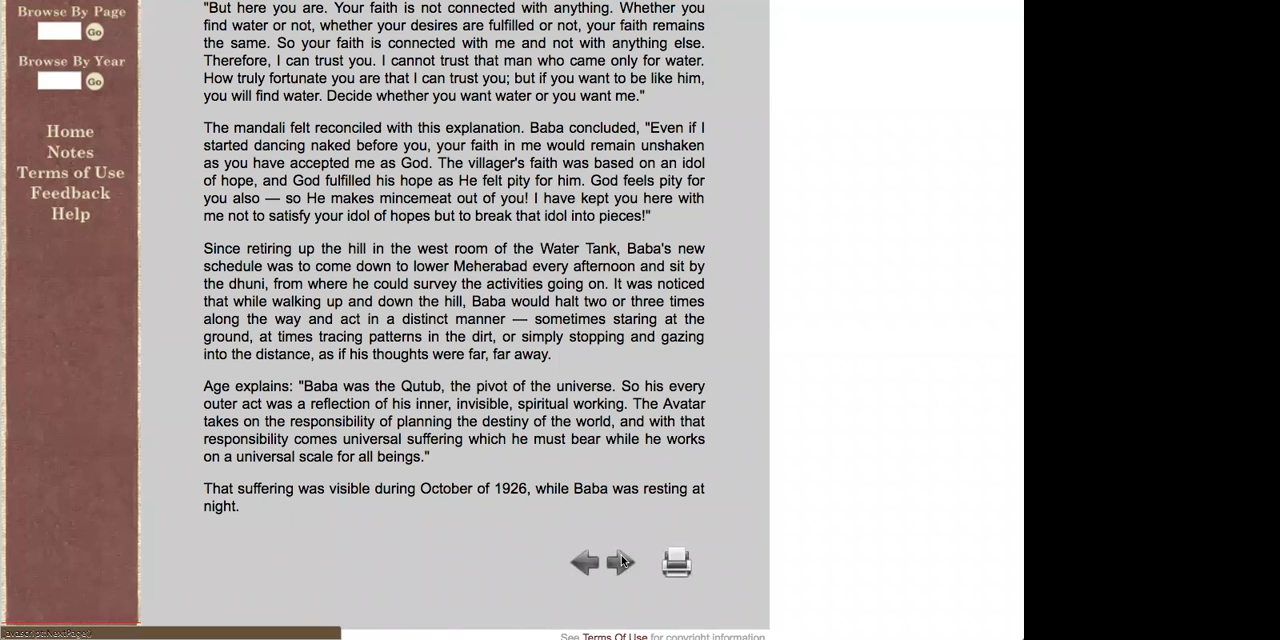 Browse By Page
Go
Browse By Year
Go
Home
Notes
Terms of Use
Feedback
Help
"But here you are. Your faith is not connected with anything. Whether you
find water or not, whether your desires are fulfilled or not, your faith remains
the same. So your faith is connected with me and not with anything else.
Therefore, I can trust you. I cannot trust that man who came only for water.
How truly fortunate you are that I can trust you; but if you want to be like him,
you will find water. Decide whether you want water or you want me."
The mandali felt reconciled with this explanation. Baba concluded, "Even if I
started dancing naked before you, your faith in me would remain unshaken
as you have accepted me as God. The villager's faith was based on an idol
of hope, and God fulfilled his hope as He felt pity for him. God feels pity for
you also — so He makes mincemeat out of you! I have kept you here with
me not to satisfy your idol of hopes but to break that idol into pieces!"
Since retiring up the hill in the west room of the Water Tank, Baba's new
schedule was to come down to lower Meherabad every afternoon and sit by
the dhuni, from where he could survey the activities going on. It was noticed
that while walking up and down the hill, Baba would halt two or three times
along the way and act in a distinct manner — sometimes staring at the
ground, at times tracing patterns in the dirt, or simply stopping and gazing
into the distance, as if his thoughts were far, far away.
Age explains: "Baba was the Qutub, the pivot of the universe. So his every
outer act was a reflection of his inner, invisible, spiritual working. The Avatar
takes on the responsibility of planning the destiny of the world, and with that
responsibility comes universal suffering which he must bear while he works
on a universal scale for all beings."
That suffering was visible during October of 1926, while Baba was resting at
night.
javascript:NextPage()
See Terms Of Use for copyright information